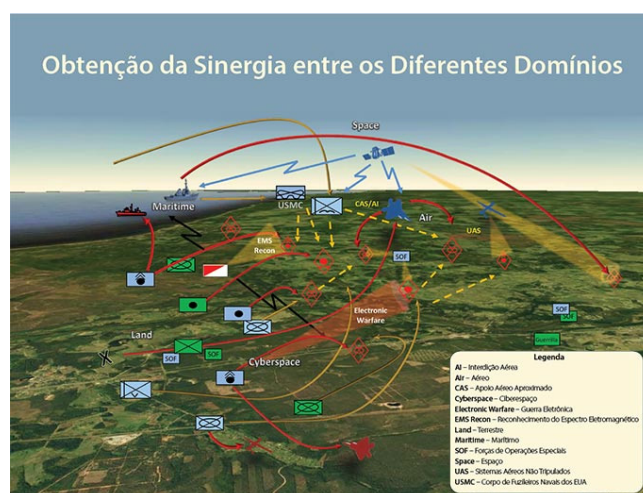 Obtenção da Sinergia entre os Diferentes Domínios
Space
Maritime
USMC
CAS/AI
Air
UAS
EMS
Recon
SOF
SOF
SOF
Electronic
Warfare
Guerrilla
Land
SOF
SOF
Cyberspace
Legenda
AI – Interdição Aérea
Air – Aéreo
CAS – Apoio Aéreo Aproximado
Cyberspace – Ciberespaço
Electronic Warfare – Guerra Eletrônica
EMS Recon – Reconhecimento do Espectro Eletromagnético
Land – Terrestre
Maritime – Marítimo
SOF – Forças de Operações Especiais
Space – Espaço
UAS – Sistemas Aéreos Não Tripulados
USMC – Corpo de Fuzileiros Navais dos EUA